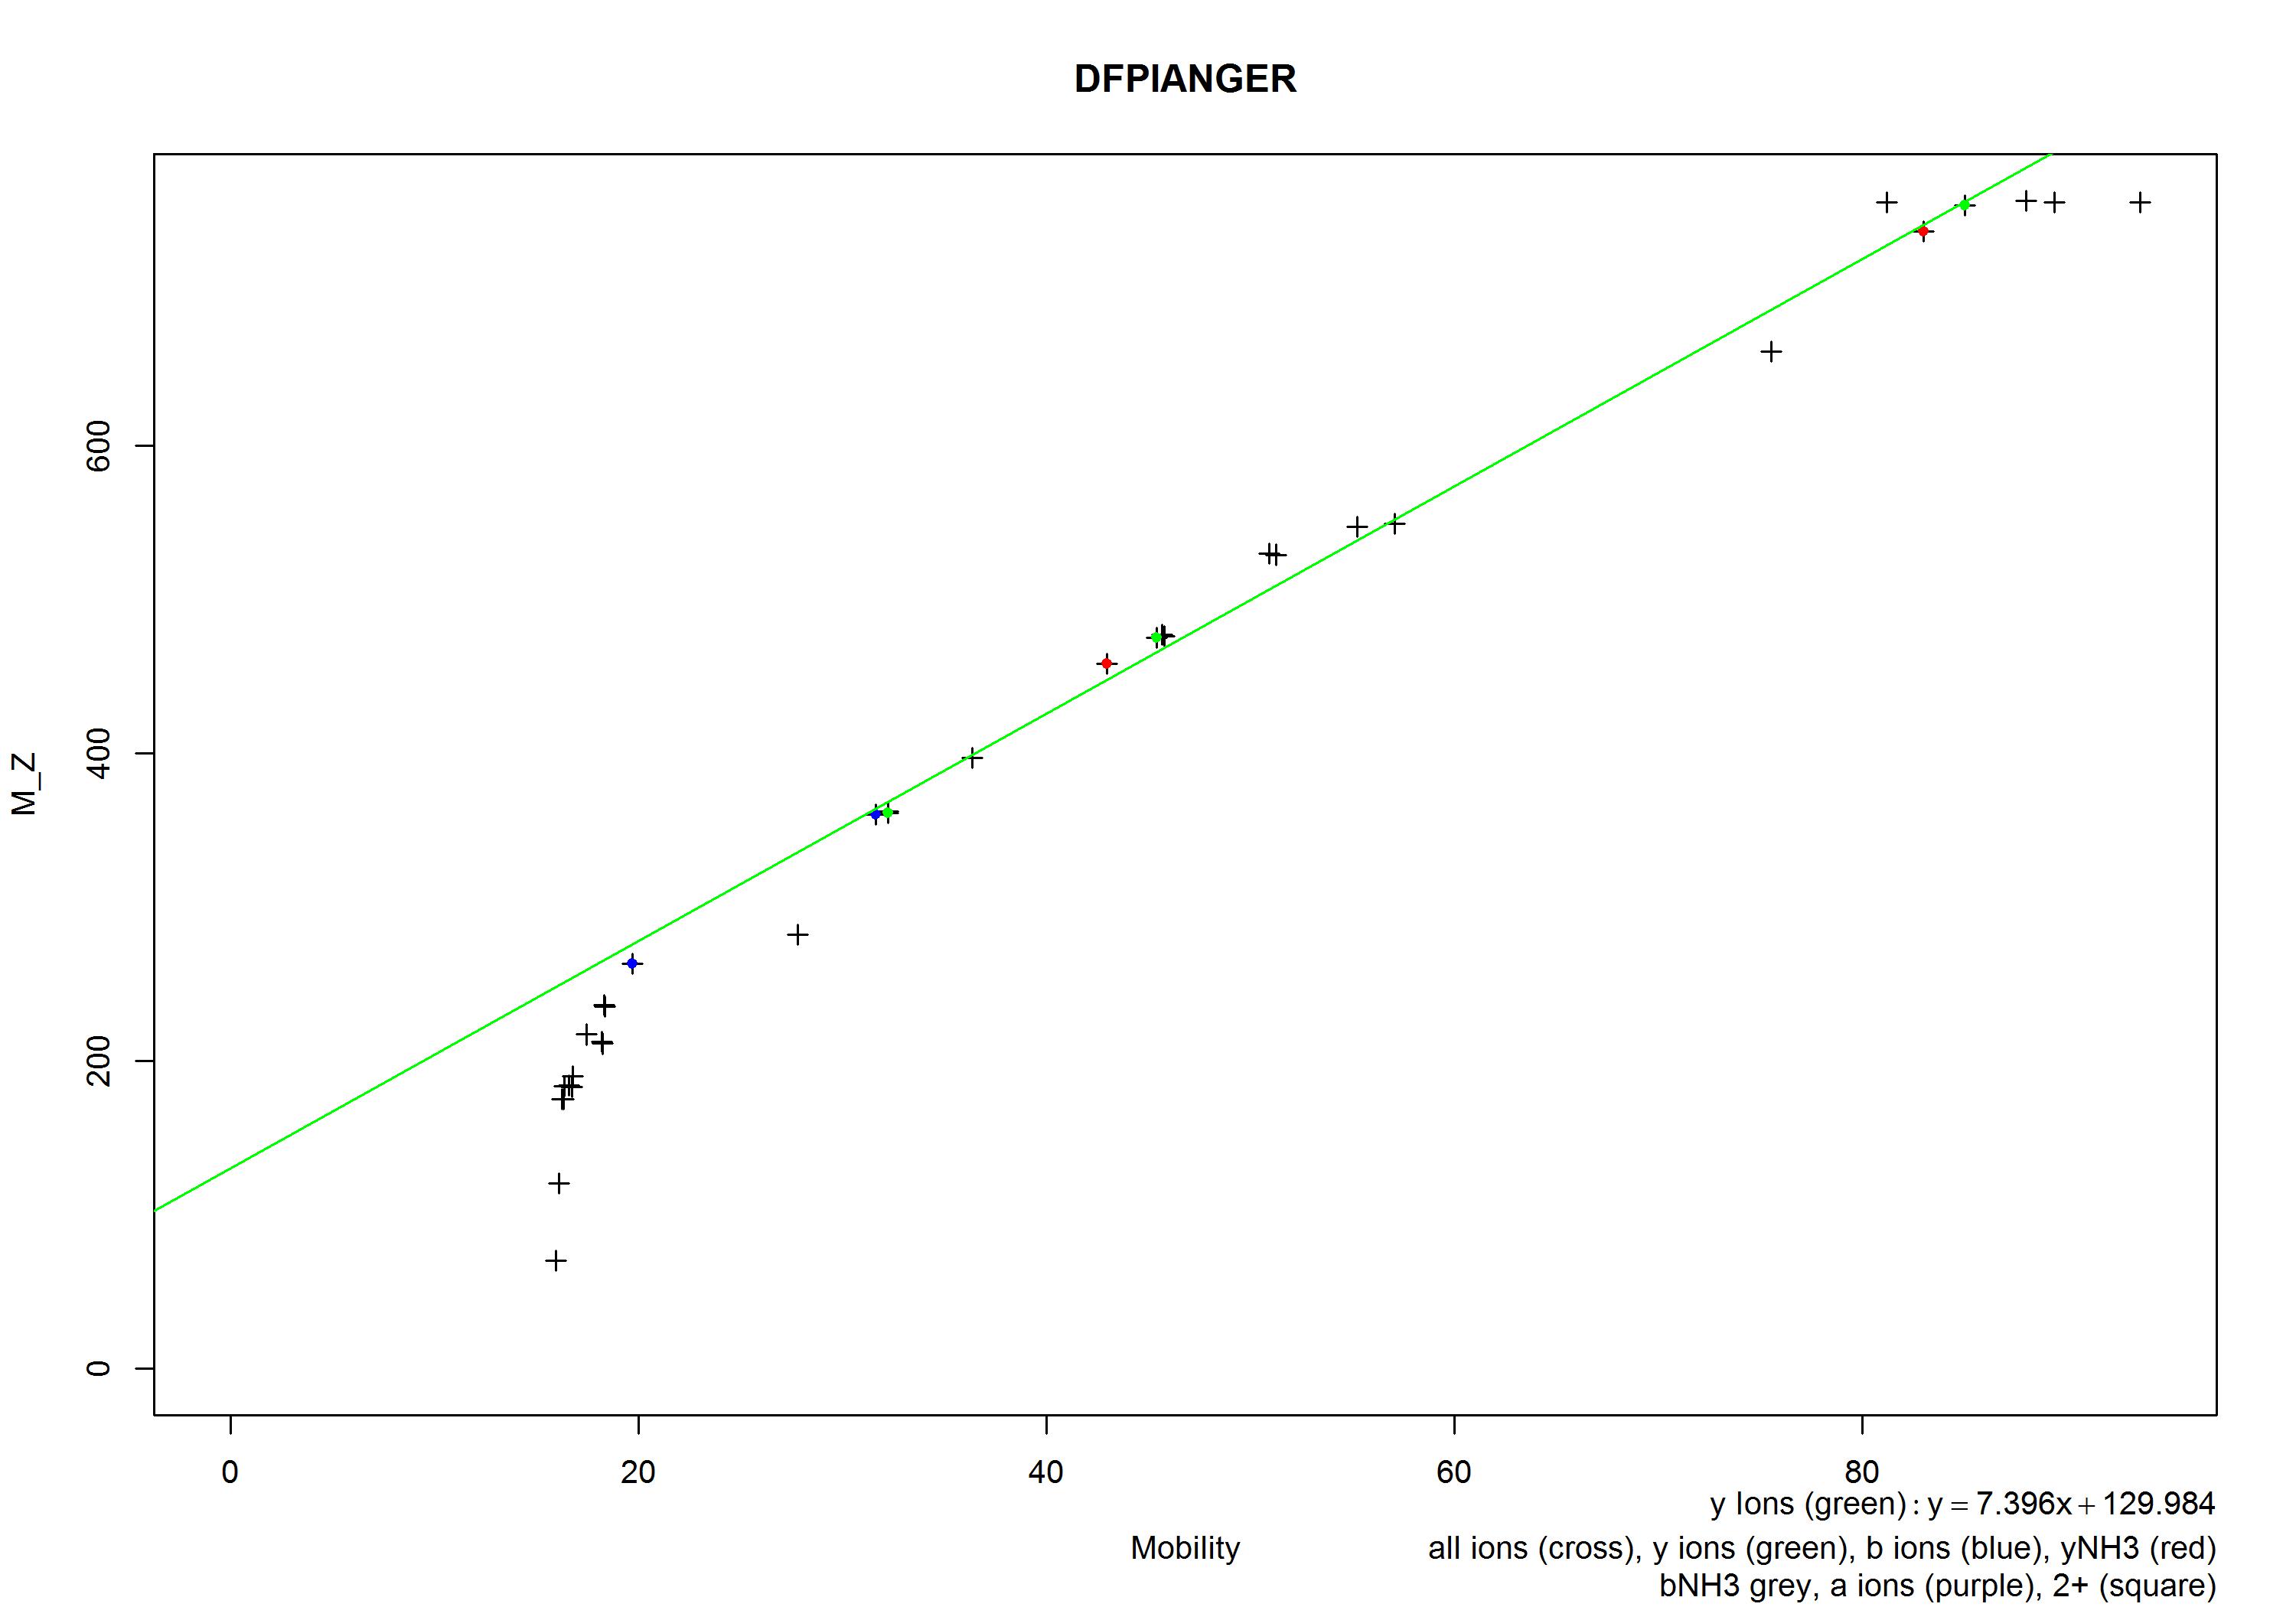 DFPIANGER
M_Z
600
400
200
0
0 20 40 60 80
y Ions (green) : y = 7.396x + 129.984
Mobility
all ions (cross), y ions (green), b ions (blue), yNH3 (red)
bNH3 grey, a ions (purple), 2+ (square)